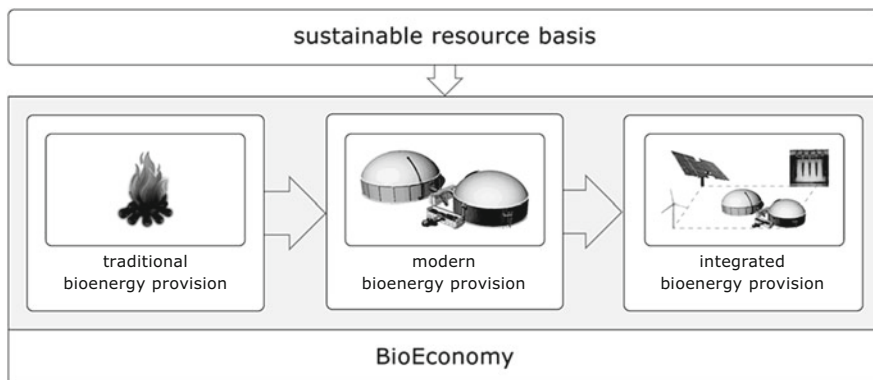 sustainable resource basis
traditional
bioenergy provision
modern
bioenergy provision
integrated
bioenergy provision
BioEconomy